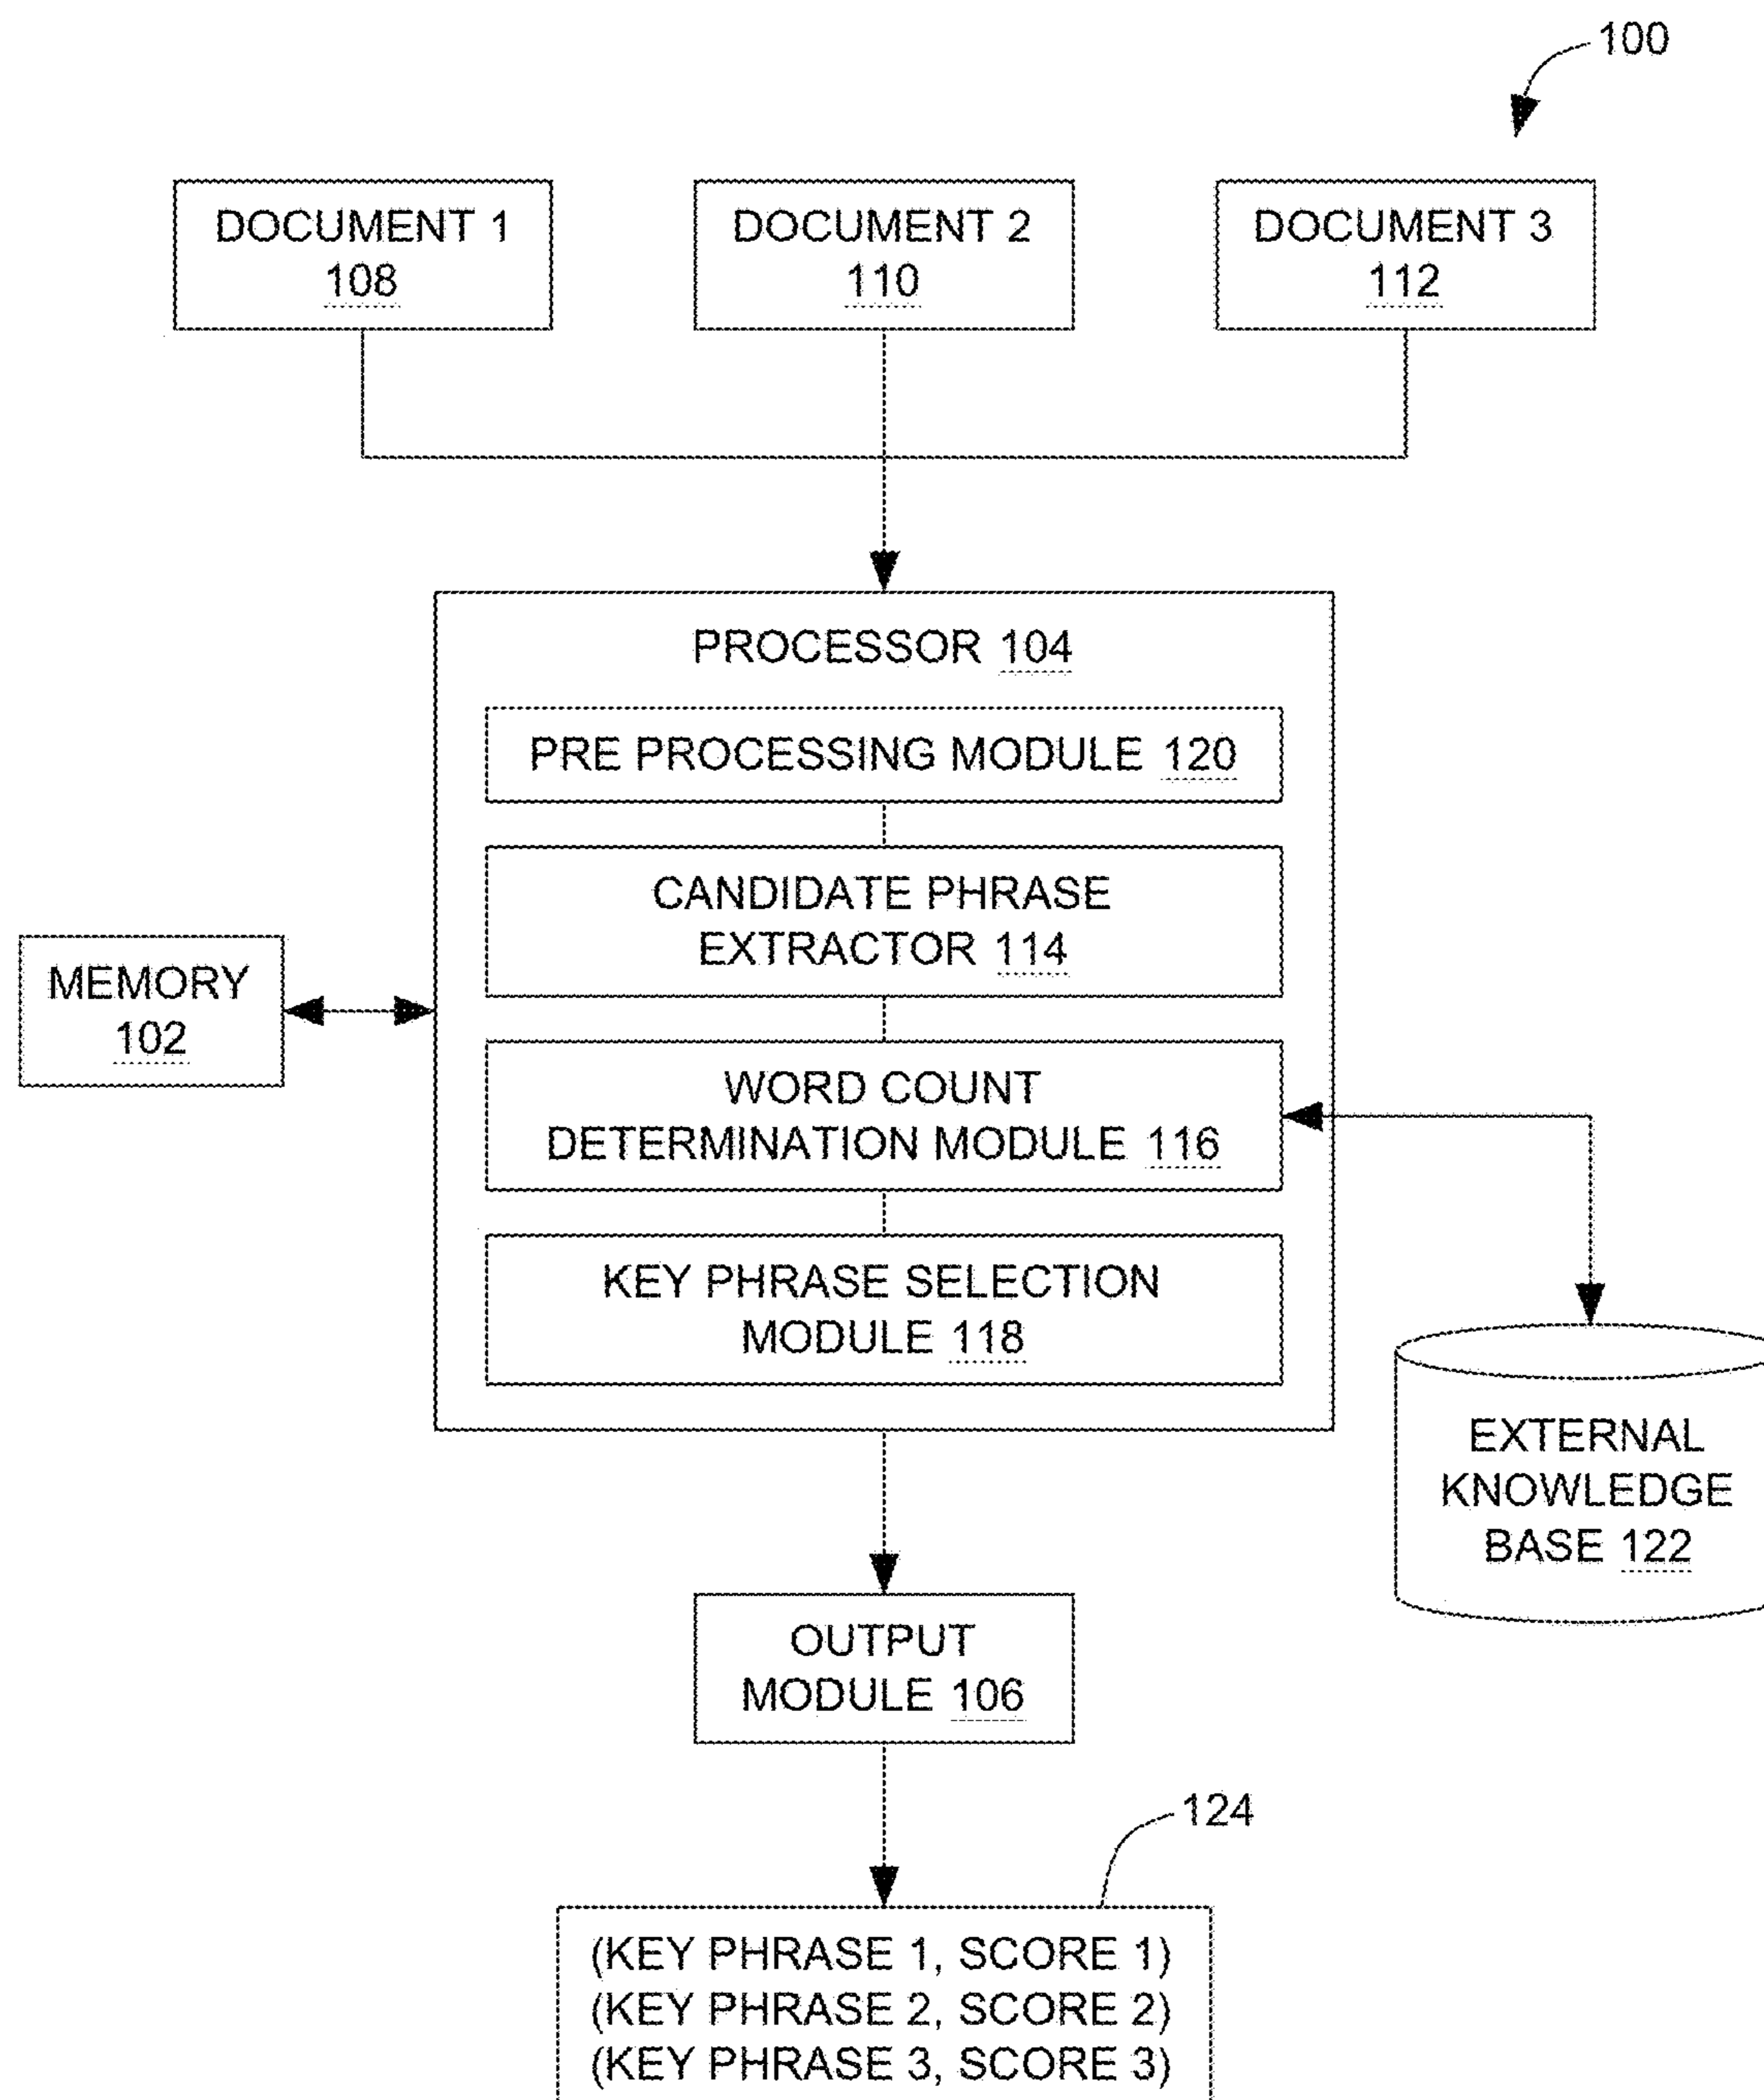 100
DOCUMENT 1
108
DOCUMENT 2
110
DOCUMENT 3
112
PROCESSOR 104
PRE PROCESSING MODULE 120
CANDIDATE PHRASE
EXTRACTOR 114
MEMORY
102
WORD COUNT
DETERMINATION MODULE 116
KEY PHRASE SELECTION
MODULE 118
EXTERNAL
KNOWLEDGE
BASE 122
OUTPUT
MODULE 106
124
(KEY PHRASE 1, SCORE 1)
(KEY PHRASE 2, SCORE 2)
(KEY PHRASE 3, SCORE 3)